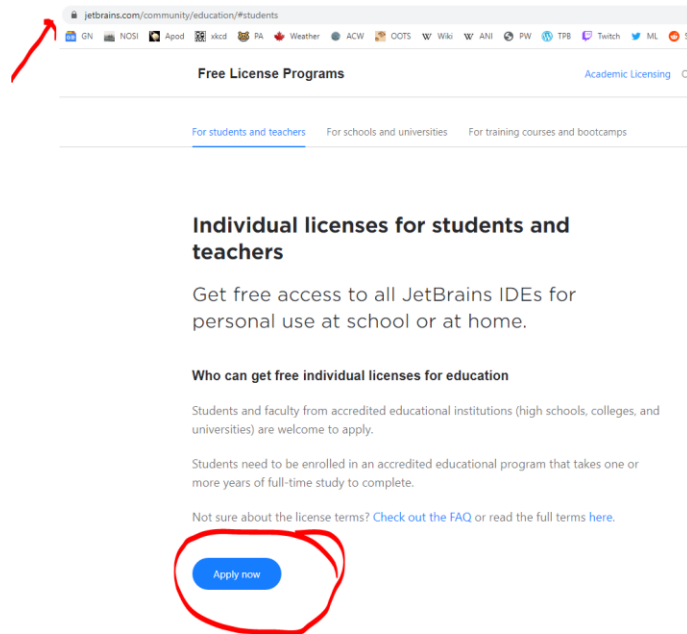 jetbrains.com/community/education/#students
GN NOSI Apod xkcd PA Weather ACW OOTS Wiki ANI PW TPB Twitch ML
Free License Programs Academic Licensing
For students and teachers For schools and universities For training courses and bootcamps
Individual licenses for students and
teachers
Get free access to all JetBrains IDEs for
personal use at school or at home.
Who can get free individual licenses for education
Students and faculty from accredited educational institutions (high schools, colleges, and
universities) are welcome to apply.
Students need to be enrolled in an accredited educational program that takes one or
more years of full-time study to complete.
Not sure about the license terms? Check out the FAQ or read the full terms here.
Apply now